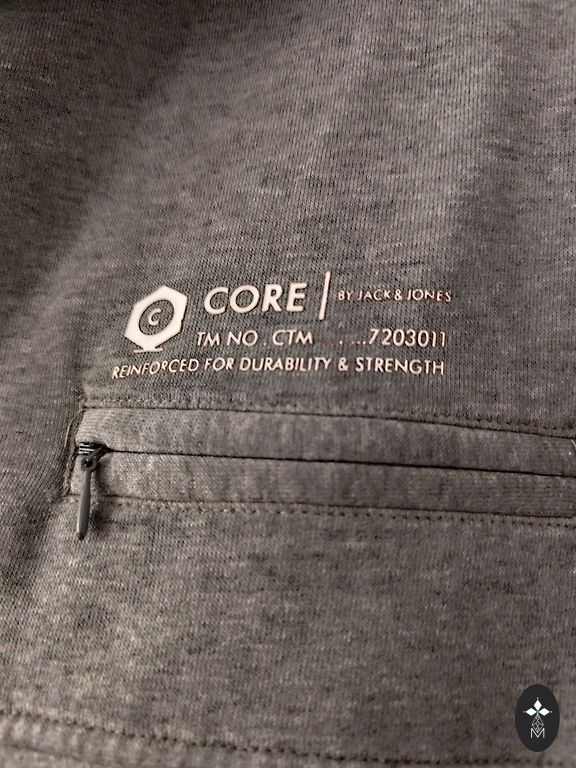 C
CORE | BY JACK & JONES
TM NO . CTM ... ...7203011
REINFORCED FOR DURABILITY & STRENGTH
M